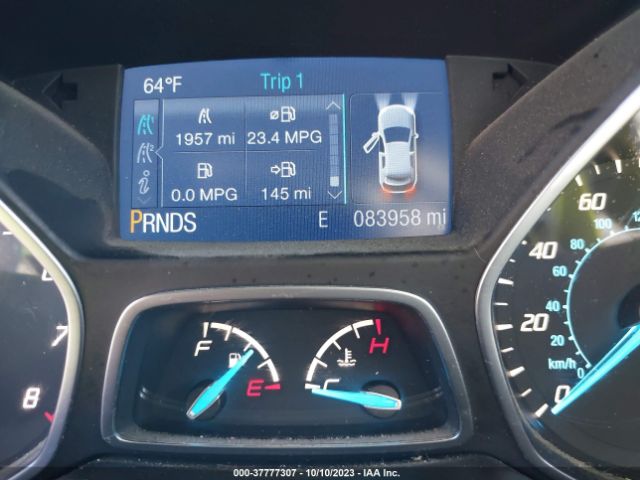 64°F Trip 1
1957 mi 23.4 MPG
0.0 MPG 145 mi
PRNDS E 083958 mi
F E C H
7
8
60
40
20
0
80
60
40
20
0
100
km/h
000-37777307 - 10/10/2023 - IAA Inc.